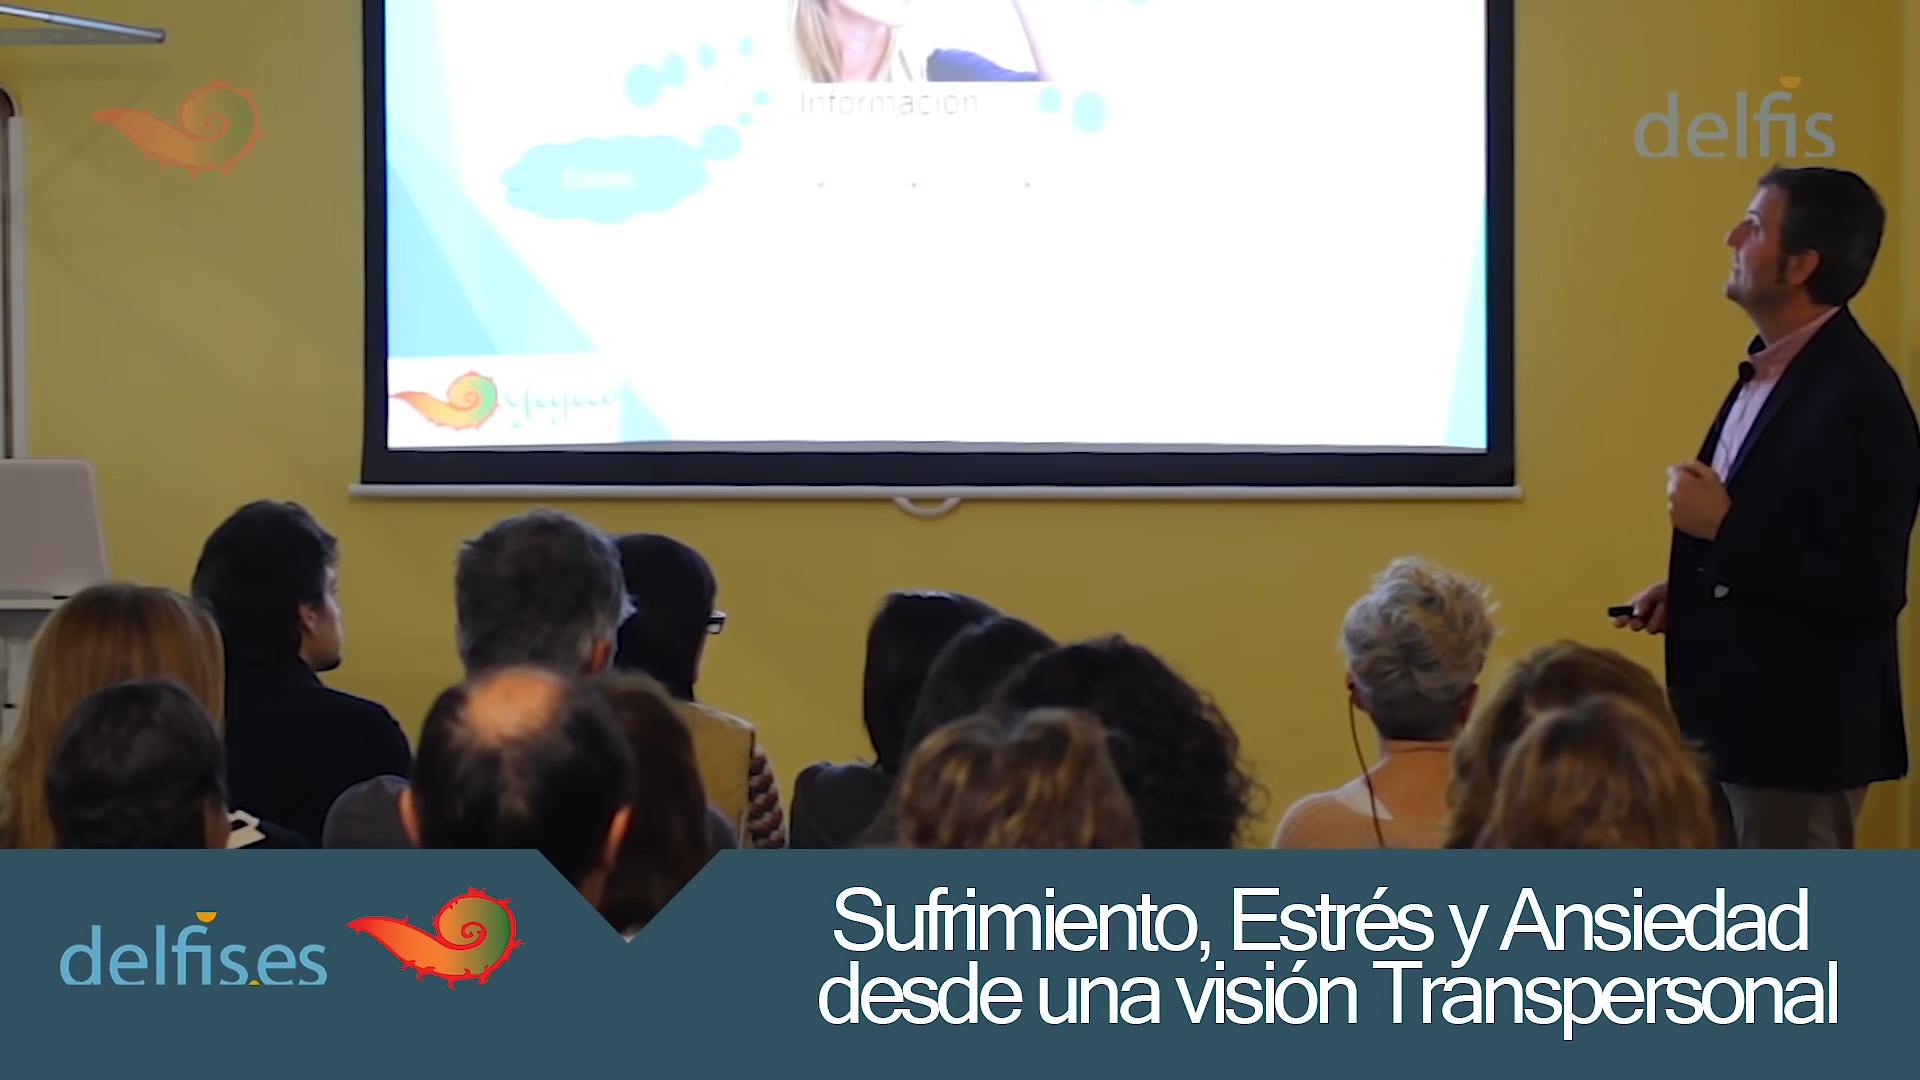 Informacion
delfis
delfis.es
Sufrimiento, Estrés y Ansiedad
desde una visión Transpersonal